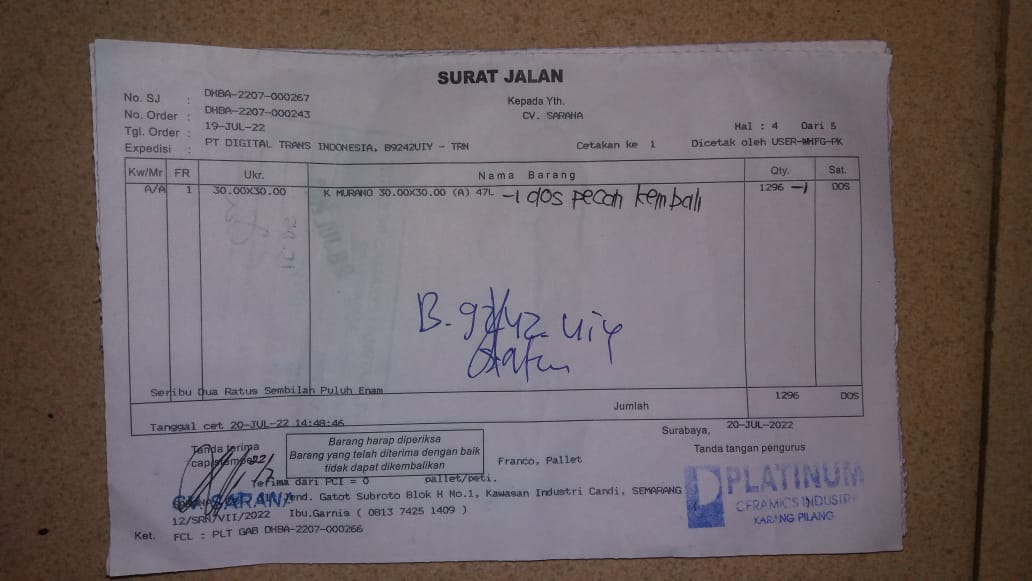 SURAT JALAN
No. SJ : DHBA-2207-000267
Kepada Yth.
No. Order : DHBA-2207-000243
CV. SARANA
Tgl. Order : 19-JUL-22
Hal : 4 Dari 5
Expedisi : PT DIGITAL TRANS INDONESIA, B9242UIY - TRN
Cetakan ke 1
Dicetak oleh USER-WHFG-PK
Kw/Mr FR Ukr. Nama Barang Qty. Sat.
A/A 1 30.00X30.00 K MURANO 30.00X30.00 (A) 47L -1 dos pecah kembali 1296 -1 DOS
B. 9242 UIY
Seribu Dua Ratus Sembilan Puluh Enam
Jumlah 1296 DOS
Tanggal cet 20-JUL-22 14:48:46
Surabaya, 20-JUL-2022
Tanda terima
Barang harap diperiksa
Barang yang telah diterima dengan baik
tidak dapat dikembalikan
Tanda tangan pengurus
Franco, Pallet
Terima dari PCI = 0 pallet/peti.
CV. SARANA
Jend. Gatot Subroto Blok H No.1, Kawasan Industri Candi, SEMARANG
12/SRN/VII/2022 Ibu.Garnis ( 0813 7425 1409 )
PLATINUM
CERAMICS INDUSTRY
KARANG PILANG
Ket. FCL : PLT GAB DHBA-2207-000266